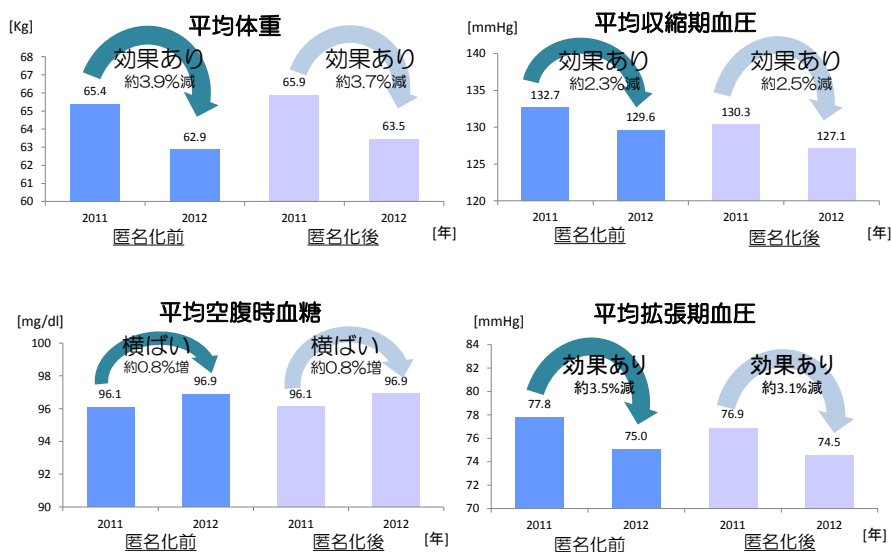 平均体重
[Kg]
効果あり
約3.9%減
効果あり
約3.7%減
68
67
66
65
64
63
62
61
60
65.4
62.9
65.9
63.5
2011
2012
2011
2012
匿名化前
匿名化後
[年]
平均収縮期血圧
[mmHg]
効果あり
約2.3%減
効果あり
約2.5%減
140
135
130
125
120
132.7
129.6
130.3
127.1
2011
2012
2011
2012
匿名化前
匿名化後
[年]
平均空腹時血糖
[mg/dl]
横ばい
約0.8%増
横ばい
約0.8%増
100
98
96
94
92
90
96.1
96.9
96.1
96.9
2011
2012
2011
2012
匿名化前
匿名化後
[年]
平均拡張期血圧
[mmHg]
効果あり
約3.5%減
効果あり
約3.1%減
84
82
80
78
76
74
72
70
77.8
75.0
76.9
74.5
2011
2012
2011
2012
匿名化前
匿名化後
[年]